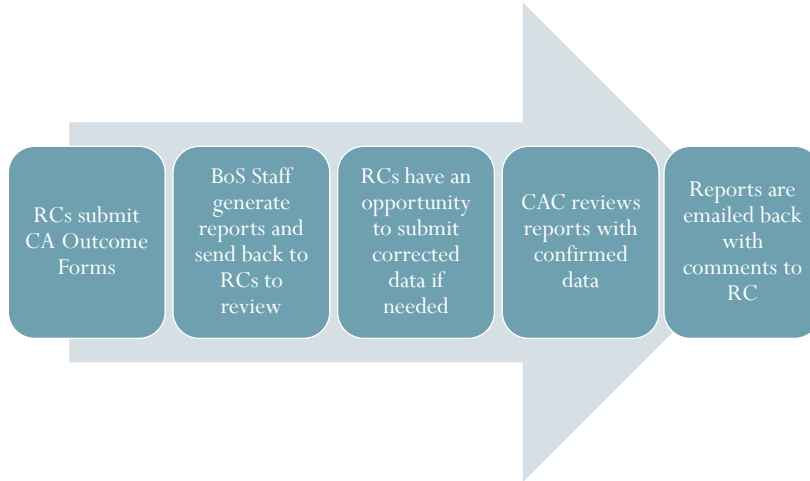 RCs submit
CA Outcome
Forms
BoS Staff
generate
reports and
send back to
RCs to
review
RCs have an
opportunity
to submit
corrected
data if
needed
CAC reviews
reports with
confirmed
data
Reports are
emailed back
with
comments to
RC